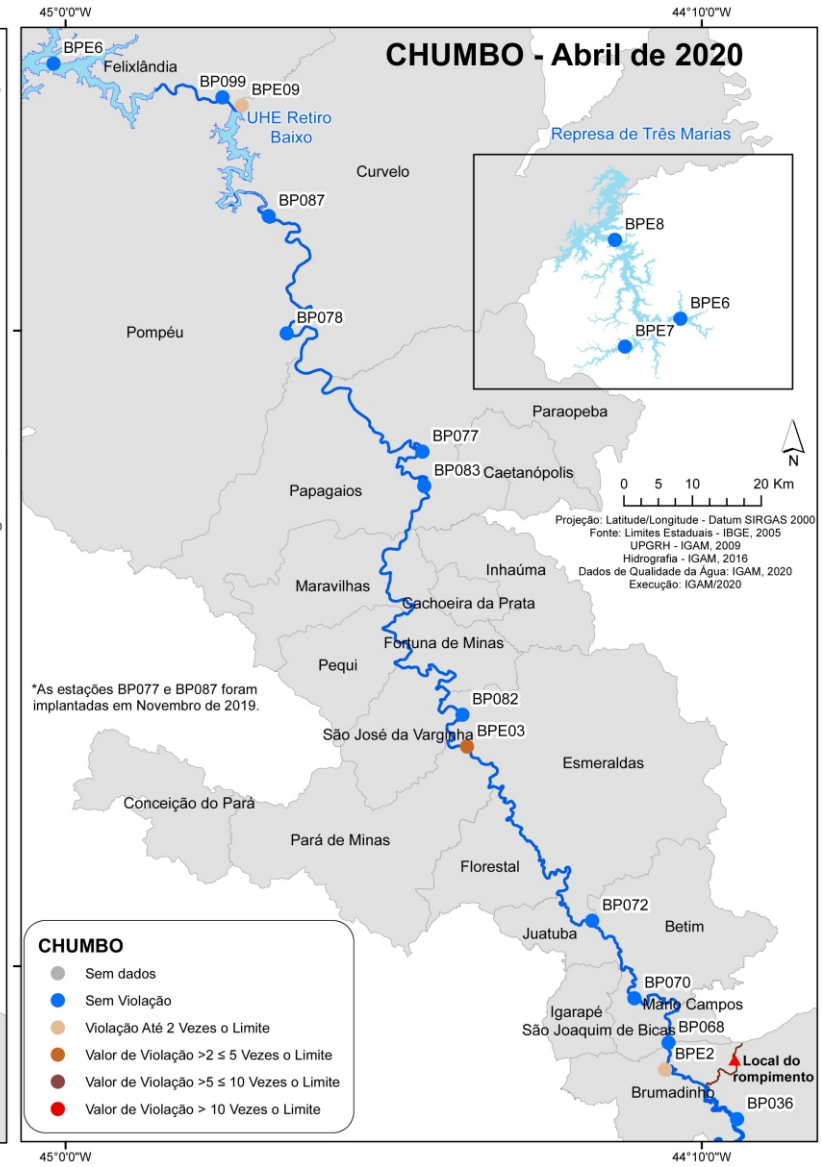 45°0'0"W
44°10'0"W
CHUMBO - Abril de 2020
BPE6
Felixlândia
BP099
BPE09
UHE Retiro
Baixo
Represa de Três Marias
Curvelo
BP087
BPE8
BPE6
BPE7
BP078
Pompéu
Paraopeba
BP077
BP083
Caetanópolis
Papagaios
N
0 5 10 20 Km
Projeção: Latitude/Longitude - Datum SIRGAS 2000
Fonte: Limites Estaduais - IBGE, 2005
UPGRH - IGAM, 2009
Hidrografia - IGAM, 2016
Dados de Qualidade da Água: IGAM, 2020
Execução: IGAM/2020
Inhaúma
Maravilhas
Cachoeira da Prata
Fortuna de Minas
Pequi
*As estações BP077 e BP087 foram
implantadas em Novembro de 2019.
BP082
São José da Varginha
BPE03
Esmeraldas
Conceição do Pará
Pará de Minas
Florestal
BP072
Juatuba
Betim
BP070
Mário Campos
Igarapé
São Joaquim de Bicas
BP068
BPE2
Local do
rompimento
Brumadinho
BP036
CHUMBO
Sem dados
Sem Violação
Violação Até 2 Vezes o Limite
Valor de Violação >2 ≤ 5 Vezes o Limite
Valor de Violação >5 ≤ 10 Vezes o Limite
Valor de Violação > 10 Vezes o Limite
45°0'0"W
44°10'0"W